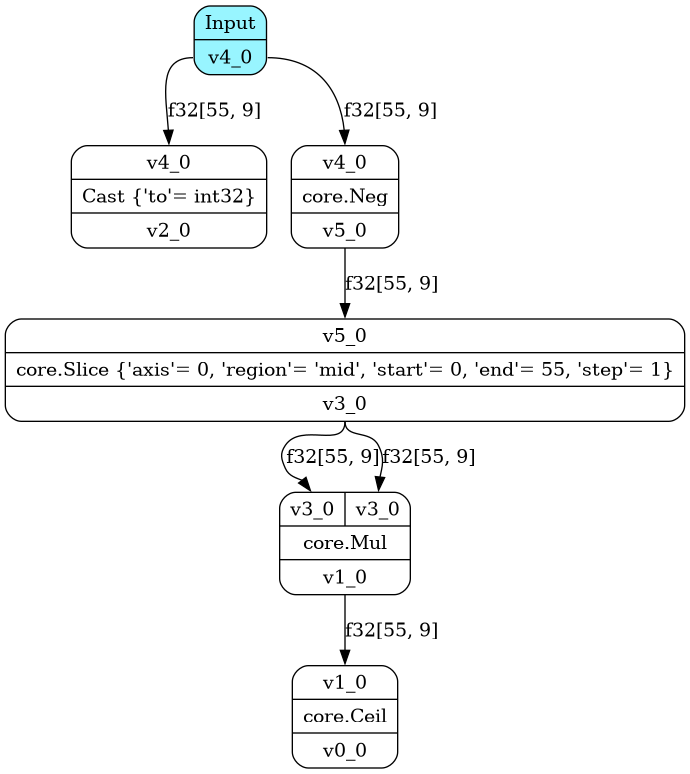 Input
v4_0
f32[55, 9]
f32[55, 9]
v4_0
Cast {'to'= int32}
v2_0
v4_0
core.Neg
v5_0
f32[55, 9]
v5_0
core.Slice {'axis'= 0, 'region'= 'mid', 'start'= 0, 'end'= 55, 'step'= 1}
v3_0
f32[55, 9]
f32[55, 9]
v3_0
v3_0
core.Mul
v1_0
f32[55, 9]
v1_0
core.Ceil
v0_0